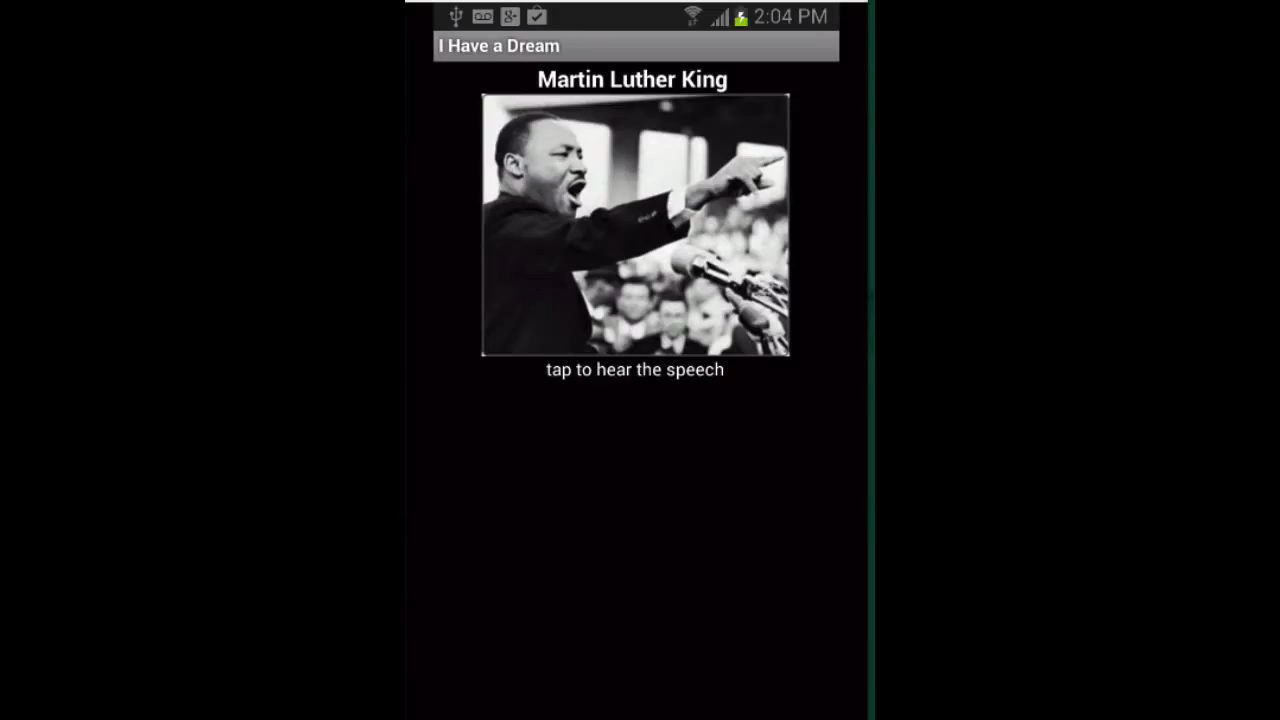 2:04 PM
I Have a Dream
Martin Luther King
tap to hear the speech